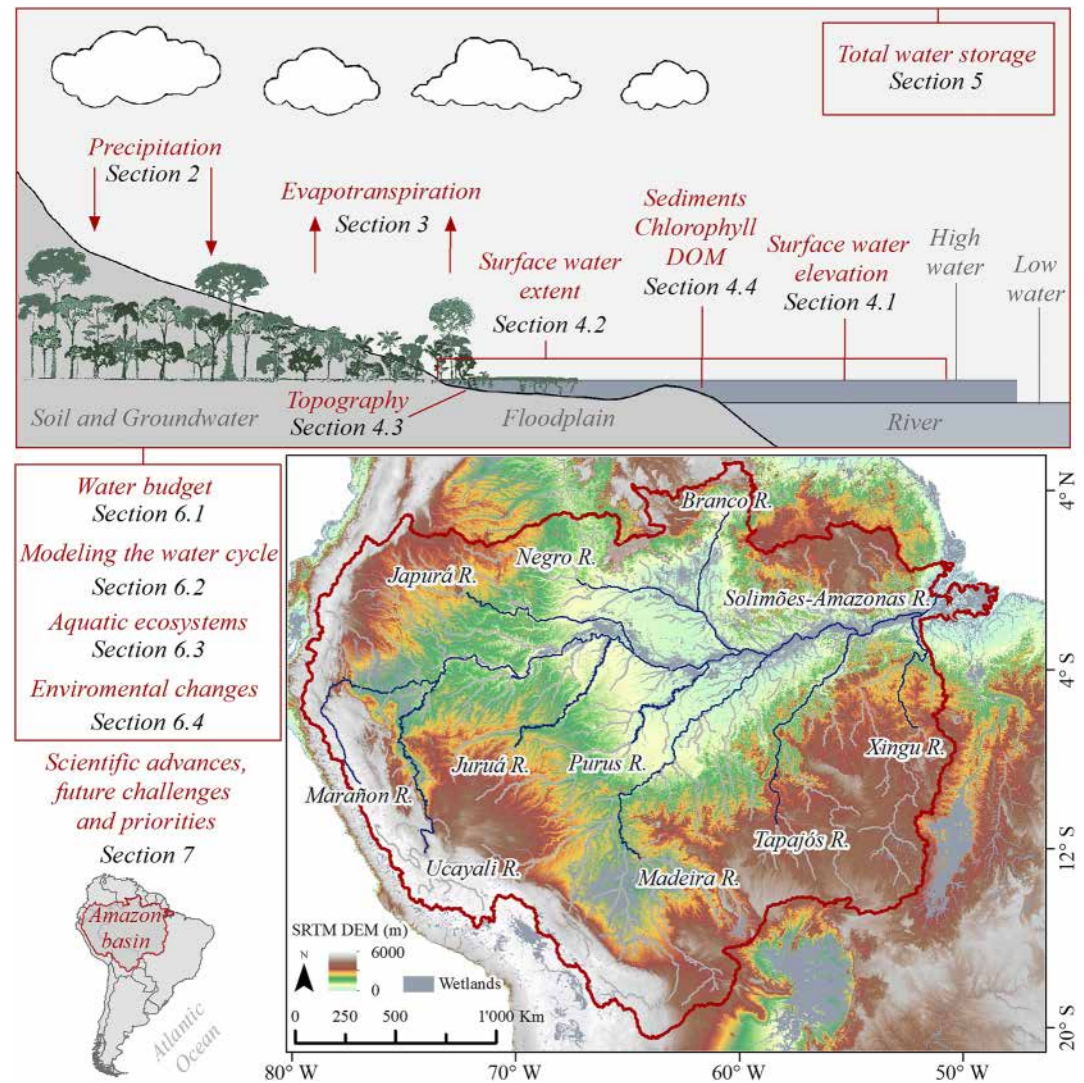 Total water storage
Section 5
Precipitation
Section 2
Evapotranspiration
Section 3
Surface water
extent
Section 4.2
Sediments
Chlorophyll
DOM
Section 4.4
Surface water
elevation
Section 4.1
High
water
Low
water
Topography
Section 4.3
Soil and Groundwater
Floodplain
River
Water budget
Section 6.1
Modeling the water cycle
Section 6.2
Aquatic ecosystems
Section 6.3
Enviromental changes
Section 6.4
Scientific advances,
future challenges
and priorities
Section 7
Amazon
basin
Atlantic
Ocean
Branco R.
Negro R.
Japurá R.
Solimões-Amazonas R.
Juruá R.
Purus R.
Xingu R.
Marañon R.
Tapajós R.
Ucayali R.
Madeira R.
SRTM DEM (m)
N
6000
0
Wetlands
0 250 500 1'000 Km
80° W 70° W 60° W 50° W
4° N
4° S
12° S
20° S